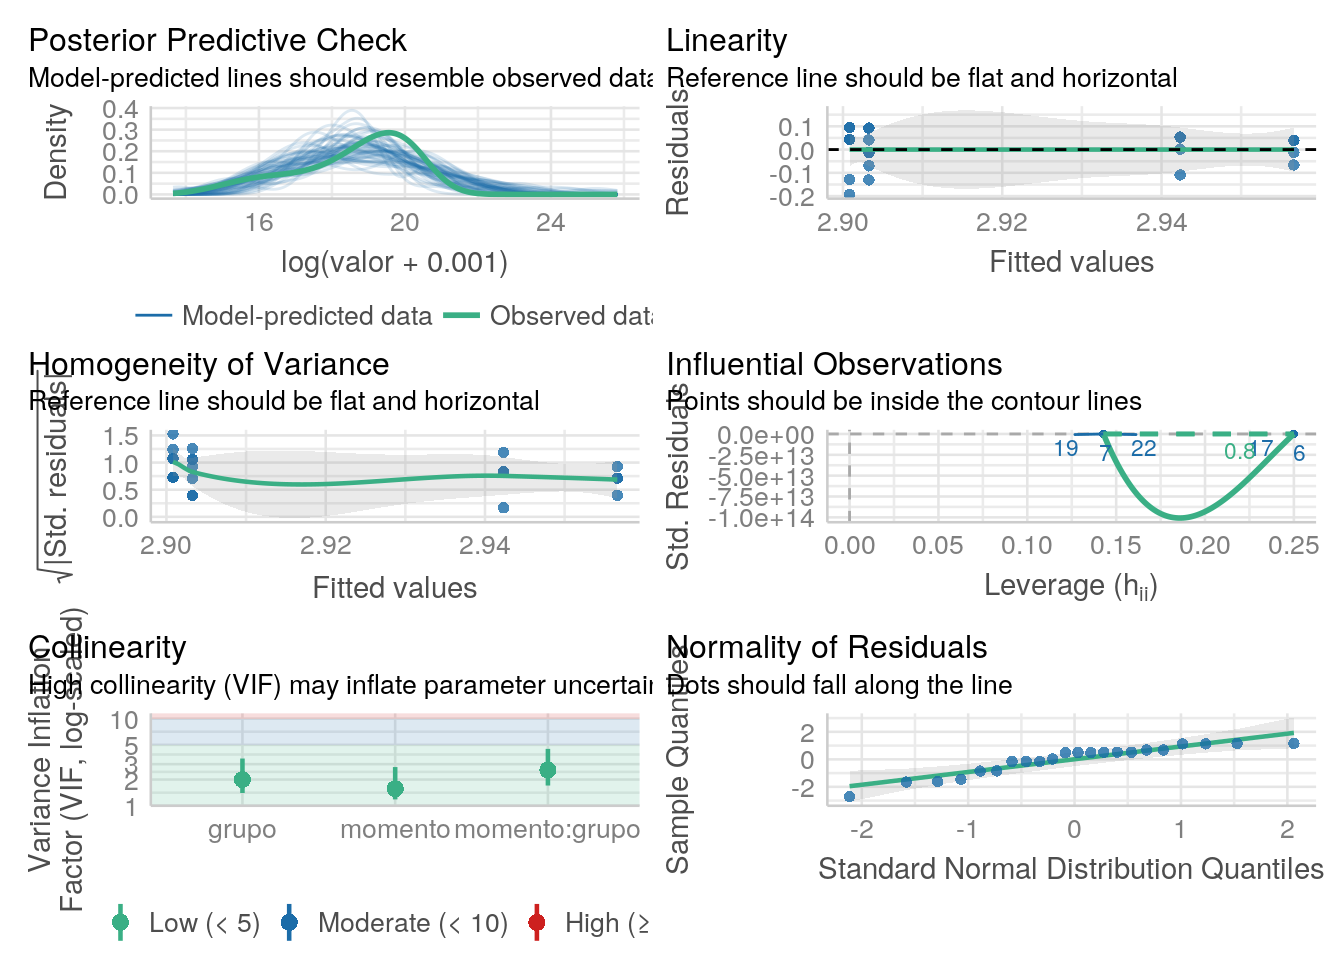 Posterior Predictive Check
Model-predicted lines should resemble observed data
Density
0.4
0.3
0.2
0.1
0.0
16 20 24
log(valor + 0.001)
Model-predicted data Observed data
Linearity
Reference line should be flat and horizontal
Residuals
0.1
0.0
-0.1
-0.2
2.90 2.92 2.94
Fitted values
Homogeneity of Variance
Reference line should be flat and horizontal
√|Std. residuals|
1.5
1.0
0.5
0.0
2.90 2.92 2.94
Fitted values
Influential Observations
Points should be inside the contour lines
Std. Residuals
0.0e+00
-2.5e+13
-5.0e+13
-7.5e+13
-1.0e+14
19 7 22 0.8 17 6
0.00 0.05 0.10 0.15 0.20 0.25
Leverage (hii)
Collinearity
High collinearity (VIF) may inflate parameter uncertain
Variance Inflation
Factor (VIF, log-scaled)
10
5
3
2
1
grupo momento momento:grupo
Low (< 5) Moderate (< 10) High (≥
Normality of Residuals
Dots should fall along the line
Sample Quantiles
2
0
-2
-2 -1 0 1 2
Standard Normal Distribution Quantiles